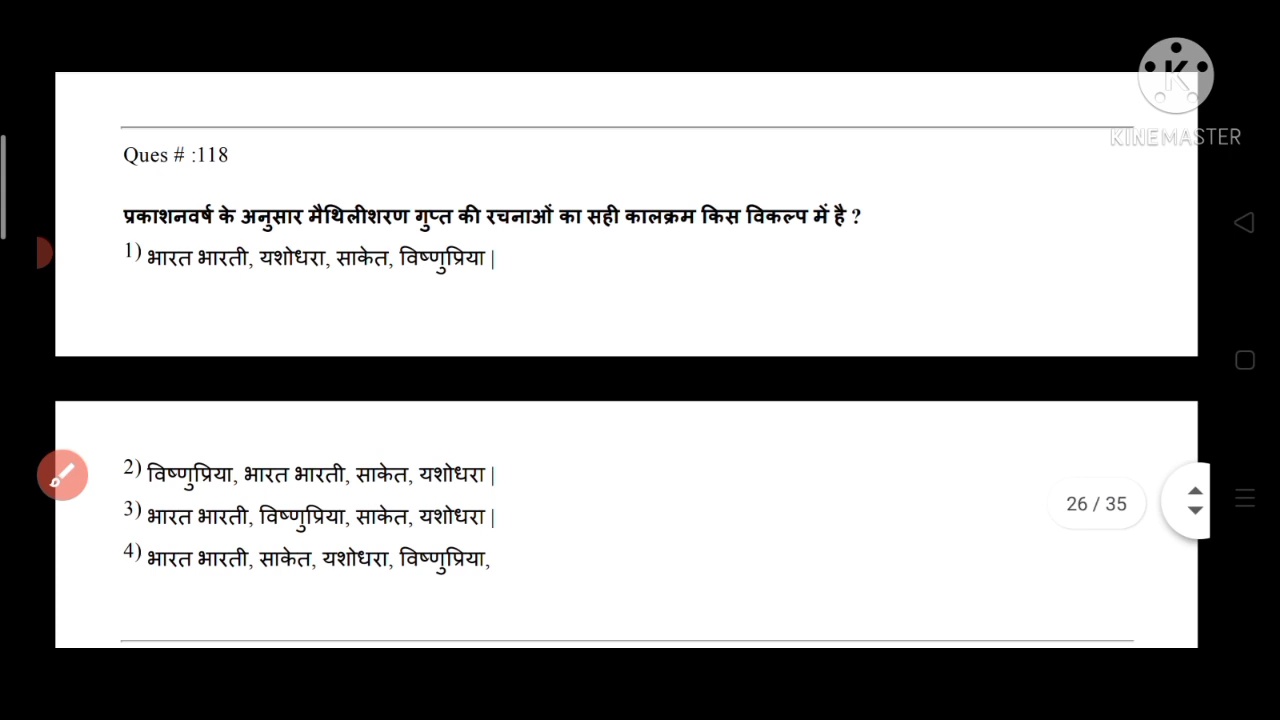 KINEMASTER
Ques # :118
प्रकाशनवर्ष के अनुसार मैथिलीशरण गुप्त की रचनाओं का सही कालक्रम किस विकल्प में है ?
1) भारत भारती, यशोधरा, साकेत, विष्णुप्रिया |
2) विष्णुप्रिया, भारत भारती, साकेत, यशोधरा |
3) भारत भारती, विष्णुप्रिया, साकेत, यशोधरा |
26 / 35
4) भारत भारती, साकेत, यशोधरा, विष्णुप्रिया,